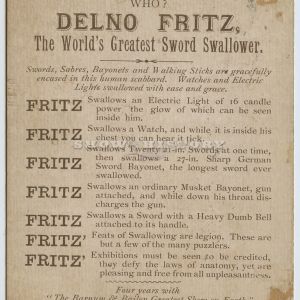 WHO?
DELNO FRITZ,
The World's Greatest Sword Swallower.
Swords, Sabres, Bayonets and Walking Sticks are gracefully
encased in this human scabbard. Watches and Electric
Lights swallowed with ease and grace.
FRITZ Swallows an Electric Light of 16 candle
power the glow of which can be seen
inside him.
FRITZ Swallows a Watch, and while it is inside his
chest you can hear it tick.
FRITZ Swallows Twenty in. Swords at one time,
then swallows a 27-in. Sharp German
Sword Bayonet, the longest sword ever
swallowed.
FRITZ Swallows an ordinary Musket Bayonet, gun
attached, and while down his throat dis-
charges the gun.
FRITZ Swallows a Sword with a Heavy Dumb Bell
attached to its handle.
FRITZ' Feats of Swallowing are legion. These are
but a few of the many puzzlers.
FRITZ' Exhibitions must be seen to be credited,
they defy the laws of anatomy, yet are
pleasing and free from all unpleasantness.
Four years with
"The Barnum & Bailey Greatest Show on Earth"